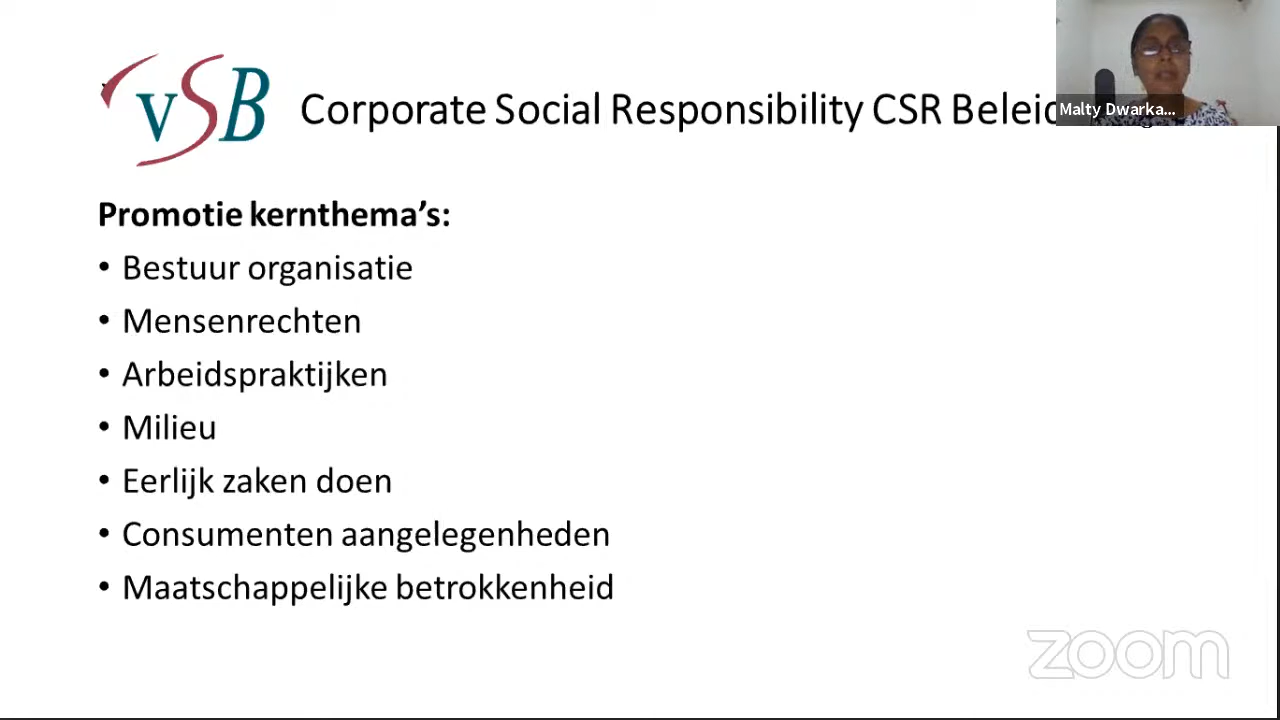 VSB
Corporate Social Responsibility CSR Beleid
Malty Dwarka...
Promotie kernthema's:
• Bestuur organisatie
• Mensenrechten
• Arbeidspraktijken
• Milieu
• Eerlijk zaken doen
• Consumenten aangelegenheden
• Maatschappelijke betrokkenheid
zoom